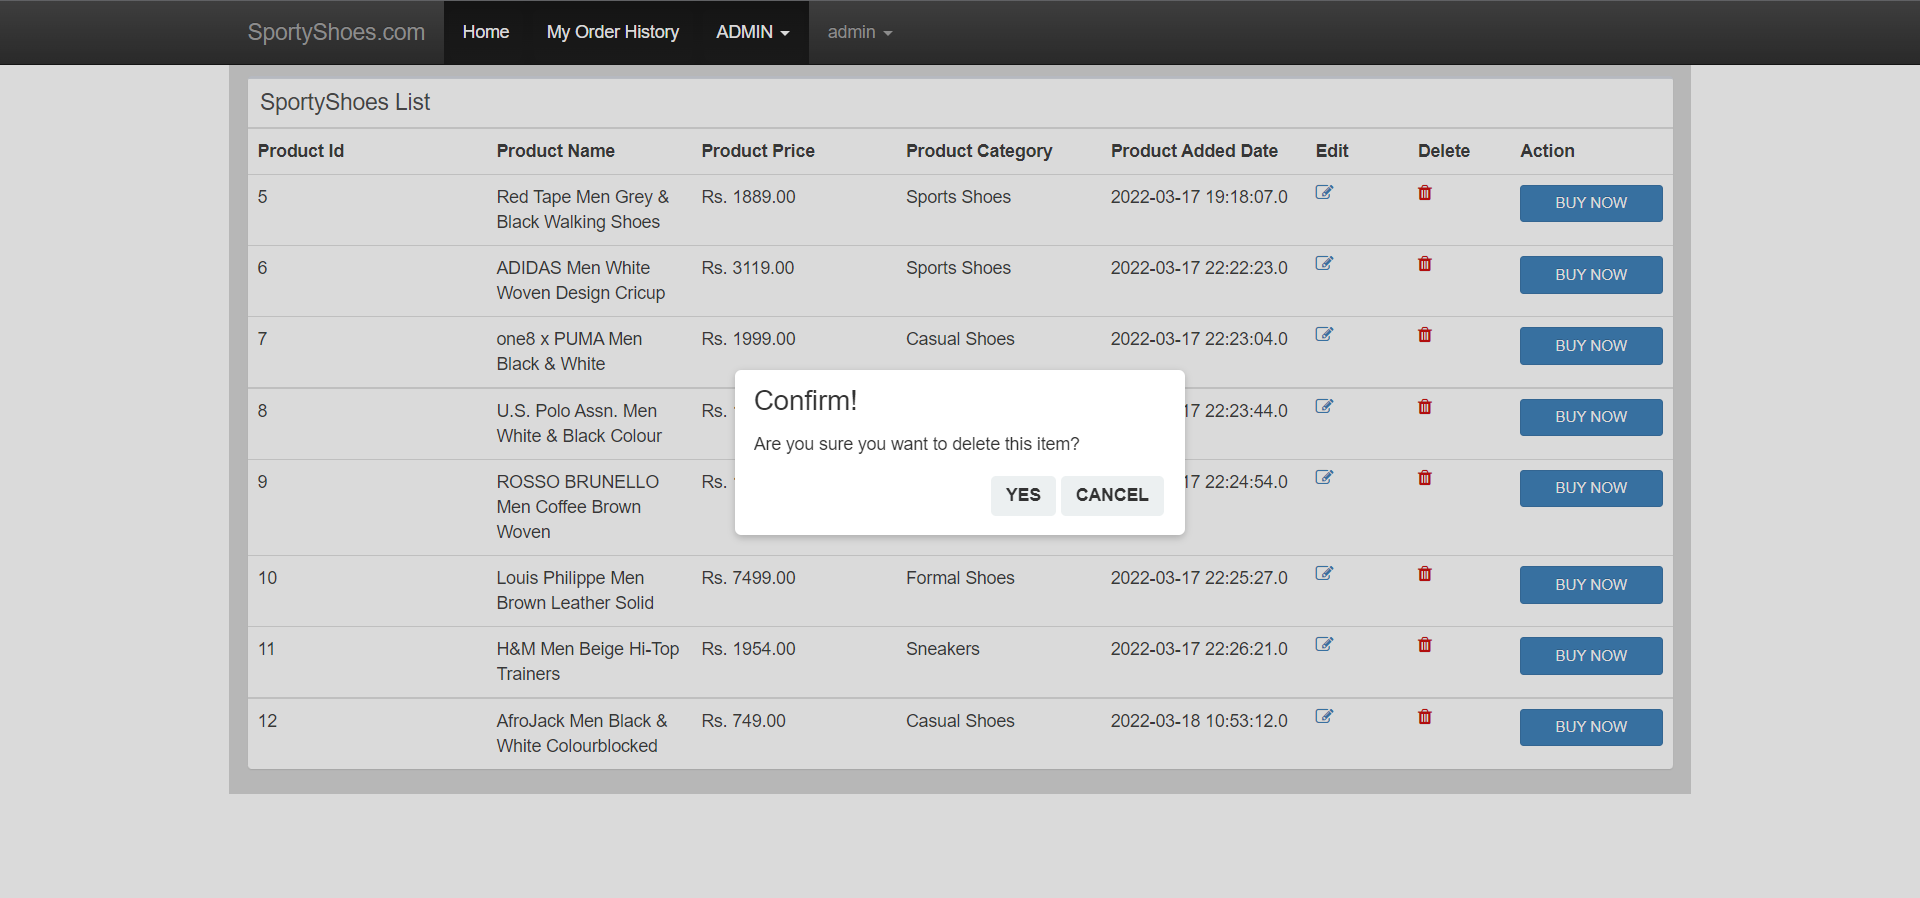 SportyShoes.com Home My Order History ADMIN admin
SportyShoes List
Product Id Product Name Product Price Product Category Product Added Date Edit Delete Action
5 Red Tape Men Grey & Rs. 1889.00 Sports Shoes 2022-03-17 19:18:07.0 BUY NOW
Black Walking Shoes
6 ADIDAS Men White Rs. 3119.00 Sports Shoes 2022-03-17 22:22:23.0 BUY NOW
Woven Design Cricup
7 one8 x PUMA Men Rs. 1999.00 Casual Shoes 2022-03-17 22:23:04.0 BUY NOW
Black & White
8 U.S. Polo Assn. Men Rs. 17 22:23:44.0 BUY NOW
White & Black Colour
9 ROSSO BRUNELLO Rs. 17 22:24:54.0 BUY NOW
Men Coffee Brown
Woven
Confirm!
Are you sure you want to delete this item?
YES CANCEL
10 Louis Philippe Men Rs. 7499.00 Formal Shoes 2022-03-17 22:25:27.0 BUY NOW
Brown Leather Solid
11 H&M Men Beige Hi-Top Rs. 1954.00 Sneakers 2022-03-17 22:26:21.0 BUY NOW
Trainers
12 AfroJack Men Black & Rs. 749.00 Casual Shoes 2022-03-18 10:53:12.0 BUY NOW
White Colourblocked